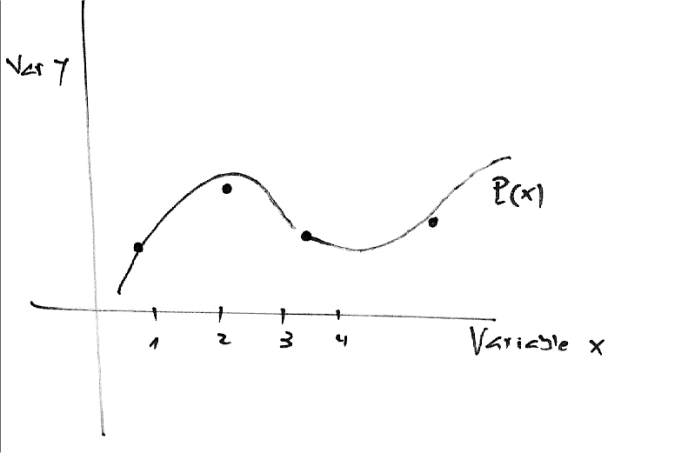 Var Y
P(x)
1 2 3 4
Variable x